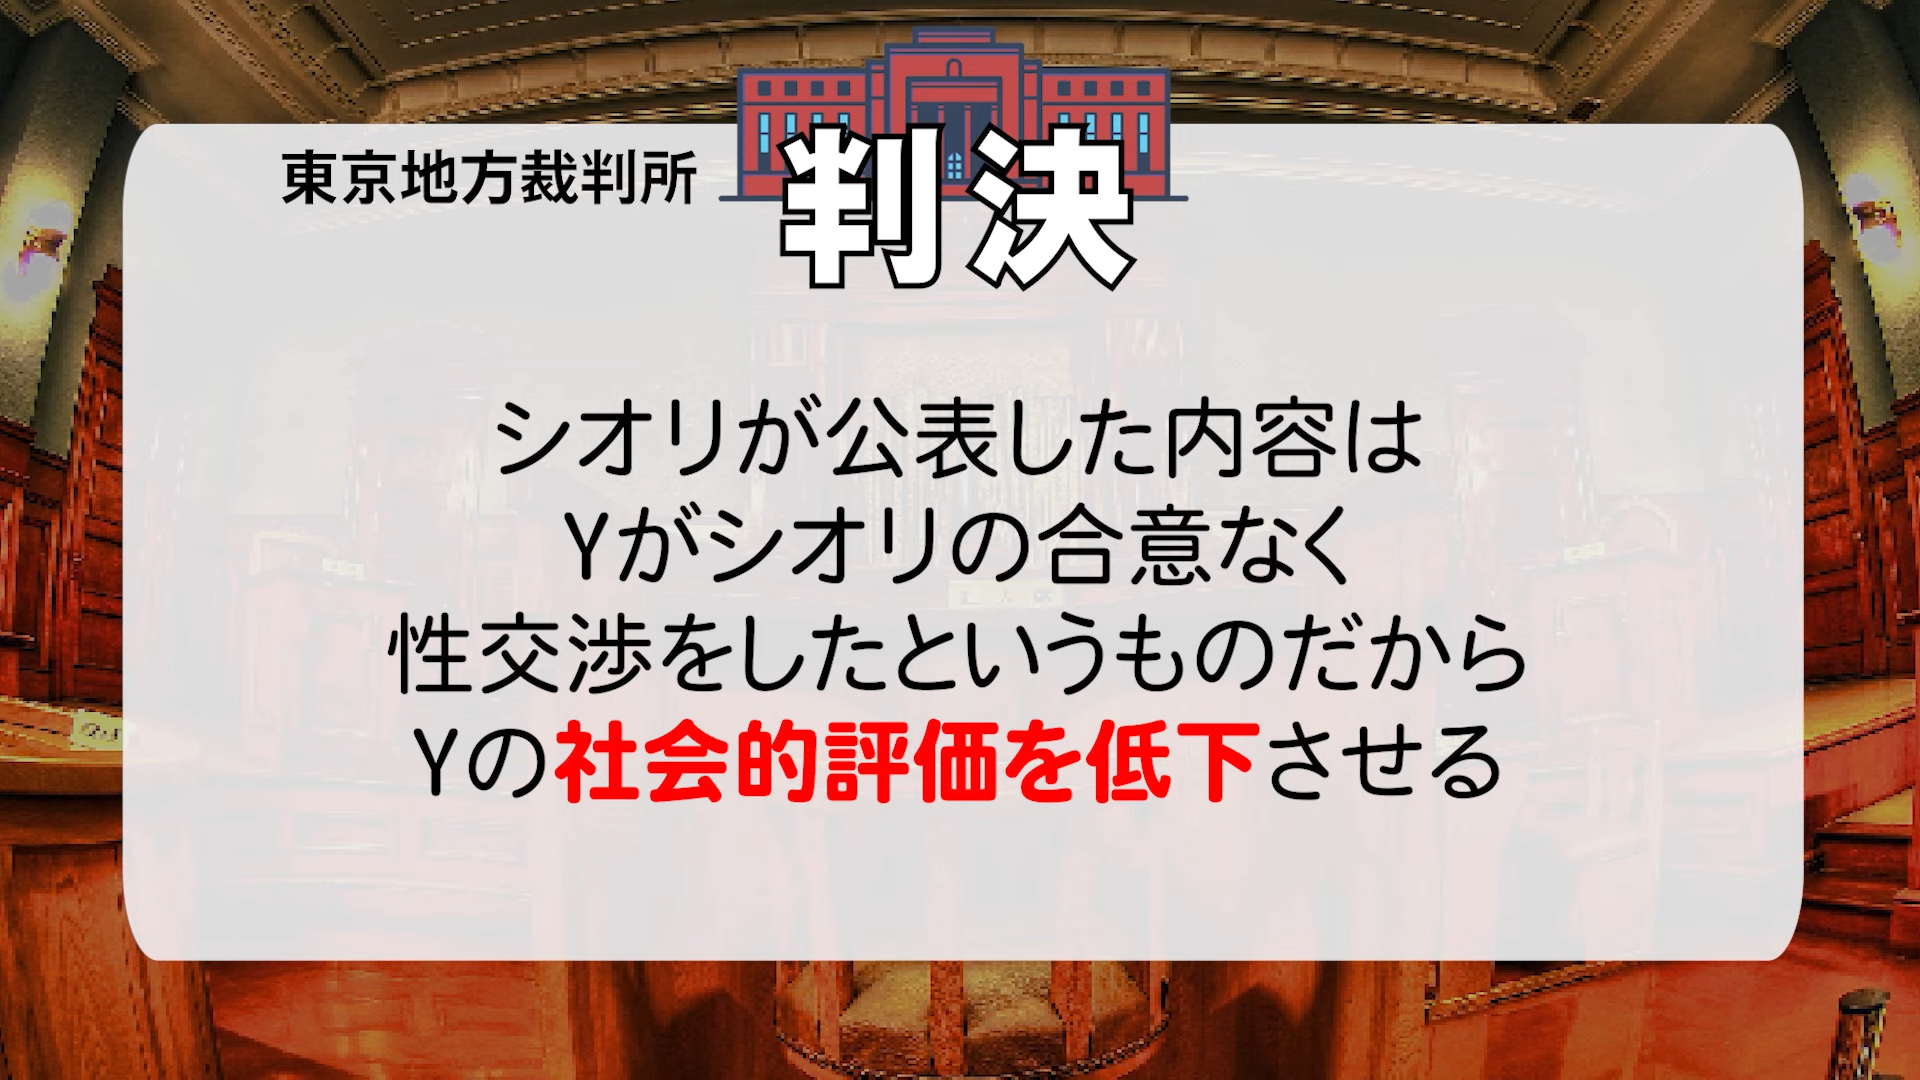 東京地方裁判所
判決
シオリが公表した内容は
Yがシオリの合意なく
性交渉をしたというものだから
Yの社会的評価を低下させる